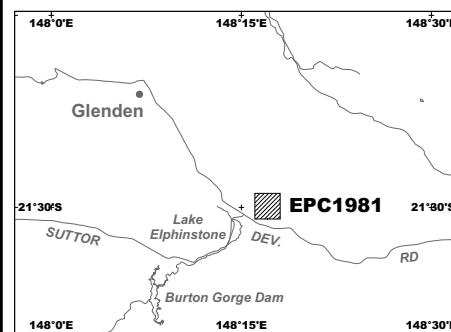 148°0'E 148°15'E 148°30'E
Glenden
21°30'S EPC1981 21°30'S
Lake
Elphinstone
SUTTOR DEV. RD
Burton Gorge Dam
148°0'E 148°15'E 148°30'E